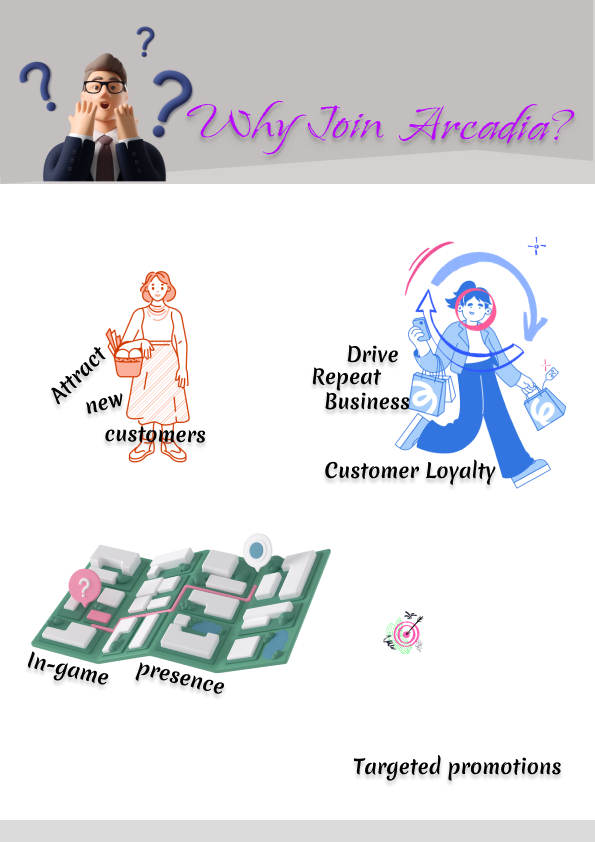 Why Join Arcadia?
Attract
new
customers
Drive
Repeat
Business
Customer Loyalty
In-game presence
Targeted promotions